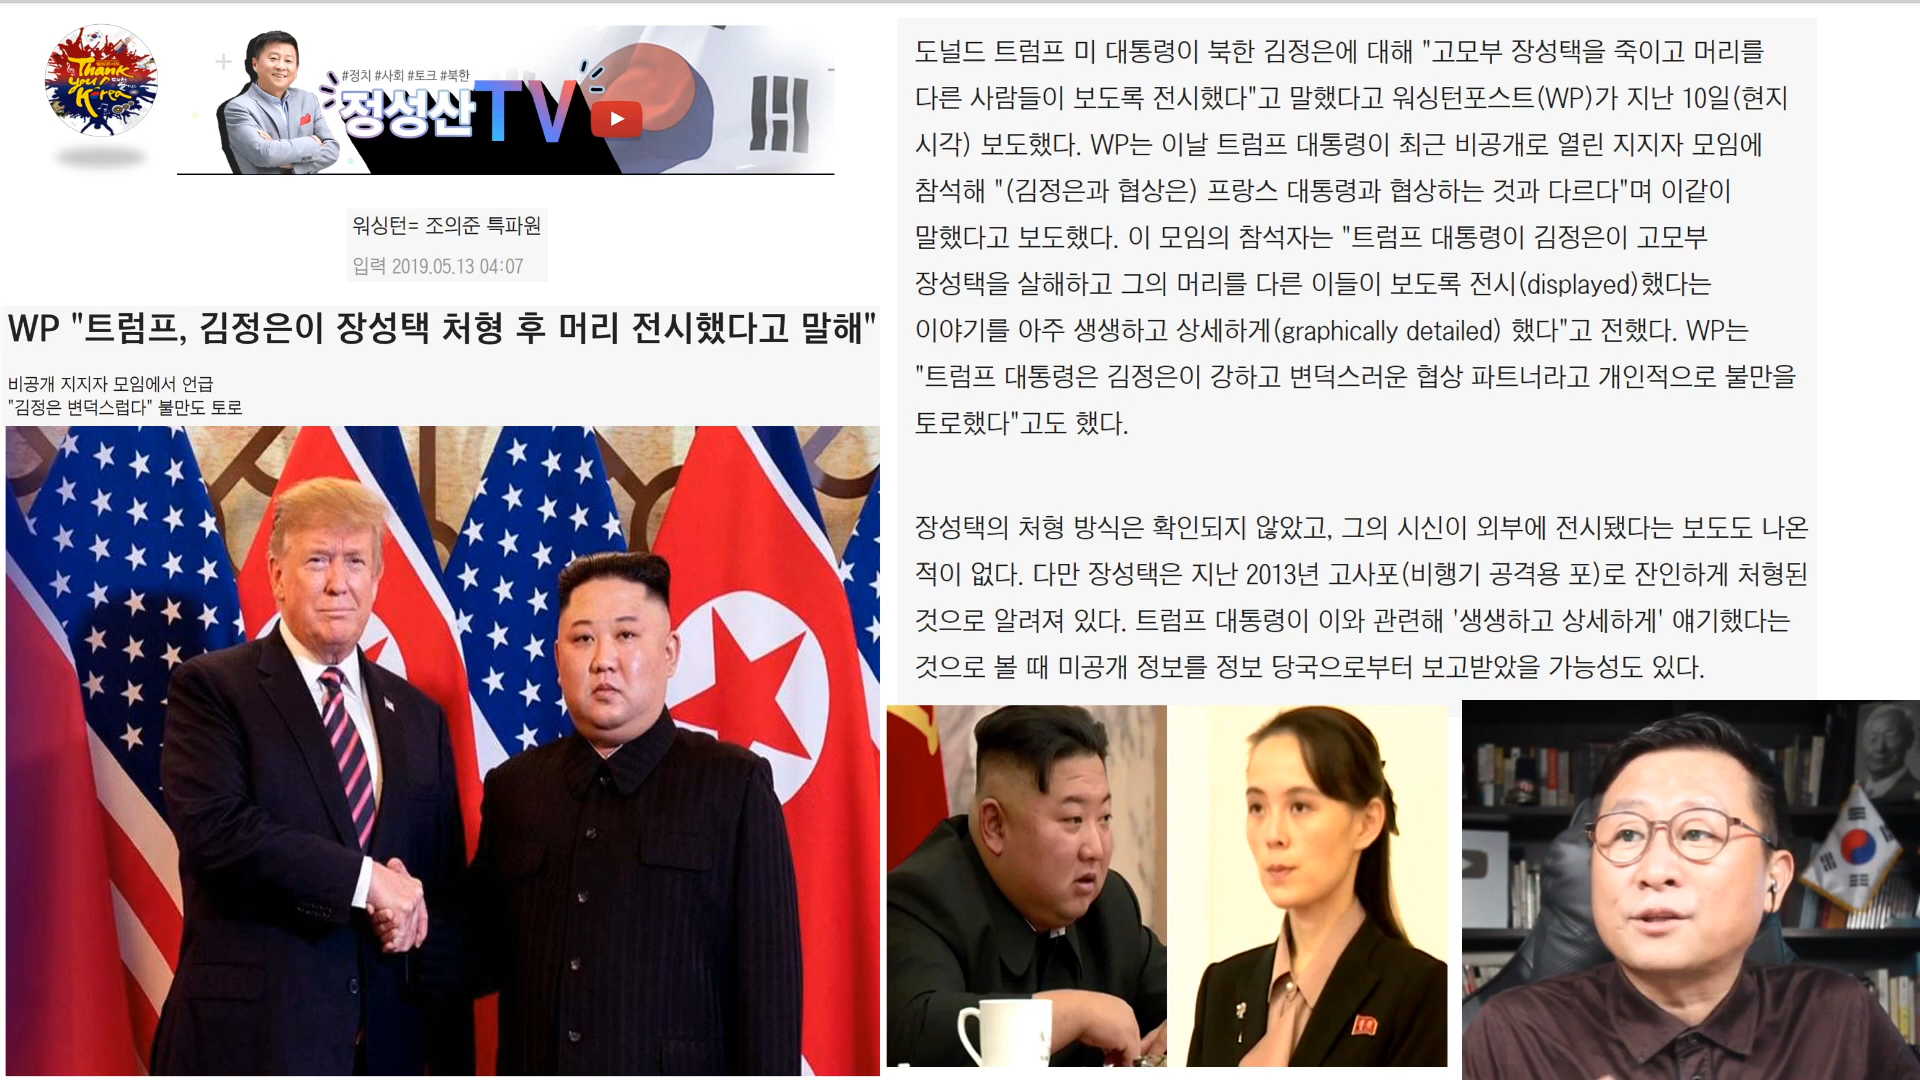 Thank
you
Korea
#정치 #사회 #토크 #북한
정성산TV
워싱턴= 조의준 특파원
입력 2019.05.13 04:07
WP "트럼프, 김정은이 장성택 처형 후 머리 전시했다고 말해"
비공개 지지자 모임에서 언급
"김정은 변덕스럽다" 불만도 토로
도널드 트럼프 미 대통령이 북한 김정은에 대해 "고모부 장성택을 죽이고 머리를
다른 사람들이 보도록 전시했다"고 말했다고 워싱턴포스트(WP)가 지난 10일(현지
시각) 보도했다. WP는 이날 트럼프 대통령이 최근 비공개로 열린 지지자 모임에
참석해 "(김정은과 협상은) 프랑스 대통령과 협상하는 것과 다르다"며 이같이
말했다고 보도했다. 이 모임의 참석자는 "트럼프 대통령이 김정은이 고모부
장성택을 살해하고 그의 머리를 다른 이들이 보도록 전시(displayed)했다는
이야기를 아주 생생하고 상세하게(graphically detailed) 했다"고 전했다. WP는
"트럼프 대통령은 김정은이 강하고 변덕스러운 협상 파트너라고 개인적으로 불만을
토로했다"고도 했다.
장성택의 처형 방식은 확인되지 않았고, 그의 시신이 외부에 전시됐다는 보도도 나온
적이 없다. 다만 장성택은 지난 2013년 고사포(비행기 공격용 포)로 잔인하게 처형된
것으로 알려져 있다. 트럼프 대통령이 이와 관련해 '생생하고 상세하게' 얘기했다는
것으로 볼 때 미공개 정보를 정보 당국으로부터 보고받았을 가능성도 있다.